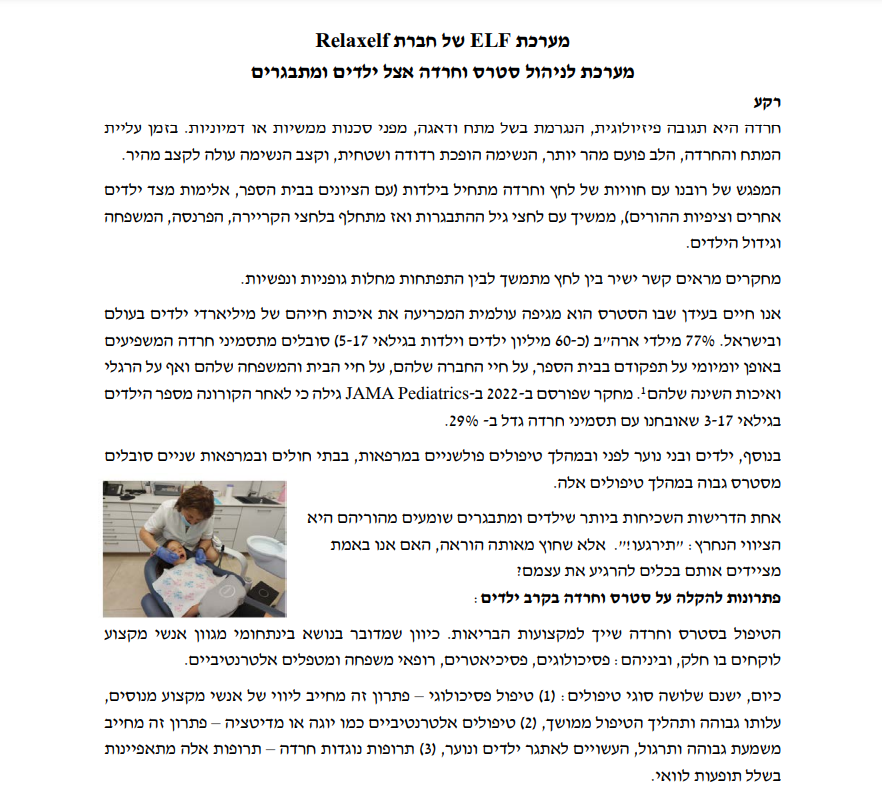 מערכת ELF של חברת Relaxelf
מערכת לניהול סטרס וחרדה אצל ילדים ומתבגרים
רקע
חרדה היא תגובה פיזיולוגית, הנגרמת בשל מתח ודאגה, מפני סכנות ממשיות או דמיוניות. בזמן עליית
המתח והחרדה, הלב פועם מהר יותר, הנשימה הופכת רדודה ושטחית, וקצב הנשימה עולה לקצב מהיר.
המפגש של רובנו עם חוויות של לחץ וחרדה מתחיל בילדות (עם הציונים בבית הספר, אלימות מצד ילדים
אחרים וציפיות ההורים), ממשיך עם לחצי גיל ההתבגרות ואז מתחלף בלחצי הקריירה, הפרנסה, המשפחה
וגידול הילדים.
מחקרים מראים קשר ישיר בין לחץ מתמשך לבין התפתחות מחלות גופניות ונפשיות.
אנו חיים בעידן שבו הסטרס הוא מגיפה עולמית המכריעה את איכות חייהם של מיליארדי ילדים בעולם
ובישראל. 77% מילדי ארה״ב (כ-60 מיליון ילדים וילדות בגילאי 5-17) סובלים מתסמיני חרדה המשפיעים
באופן יומיומי על תפקודם בבית הספר, על חיי החברה שלהם, על חיי הבית והמשפחה שלהם ואף על הרגלי
ואיכות השינה שלהם¹. מחקר שפורסם ב-2022 ב-JAMA Pediatrics גילה כי לאחר הקורונה מספר הילדים
בגילאי 3-17 שאובחנו עם תסמיני חרדה גדל ב- 29%.
בנוסף, ילדים ובני נוער לפני ובמהלך טיפולים פולשניים במרפאות, בבתי חולים ובמרפאות שניים סובלים
מסטרס גבוה במהלך טיפולים אלה.
אחת הדרישות השכיחות ביותר שילדים ומתבגרים שומעים מהוריהם היא
הציווי הנחרץ: ״תירגעו!״. אלא שחוץ מאותה הוראה, האם אנו באמת
מציידים אותם בכלים להרגיע את עצמם?
פתרונות להקלה על סטרס וחרדה בקרב ילדים:
הטיפול בסטרס וחרדה שייך למקצועות הבריאות. כיוון שמדובר בנושא בינתחומי מגוון אנשי מקצוע
לוקחים בו חלק, וביניהם: פסיכולוגים, פסיכיאטרים, רופאי משפחה ומטפלים אלטרנטיביים.
כיום, ישנם שלושה סוגי טיפולים: (1) טיפול פסיכולוגי – פתרון זה מחייב ליווי של אנשי מקצוע מנוסים,
עלותו גבוהה ותהליך הטיפול ממושך, (2) טיפולים אלטרנטיביים כמו יוגה או מדיטציה – פתרון זה מחייב
משמעת גבוהה ותרגול, העשויים לאתגר ילדים ונוער, (3) תרופות נוגדות חרדה – תרופות אלה מתאפיינות
בשלל תופעות לוואי.